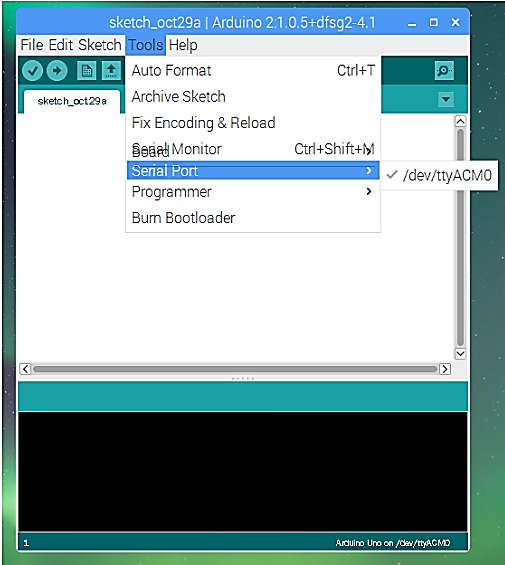 sketch_oct29a | Arduino 2:1.0.5+dfsg2-4.1
File Edit Sketch Tools Help
Auto Format Ctrl+T
sketch_oct29a
Archive Sketch
Fix Encoding & Reload
Serial Monitor Ctrl+Shift+M
Board
Serial Port
/dev/ttyACM0
Programmer
Burn Bootloader
1 Arduino Uno on /dev/ttyACM0